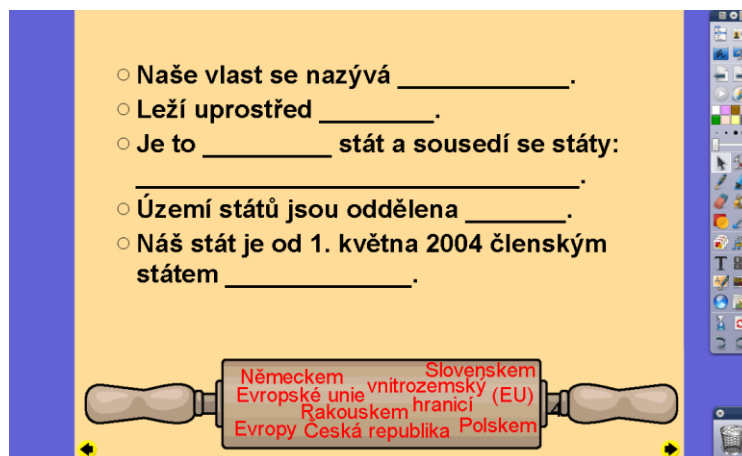 Naše vlast se nazývá ____________.
Leží uprostřed ________.
Je to _________ stát a sousedí se státy:
_______________________________.
Území států jsou oddělena _______.
Náš stát je od 1. května 2004 členským
státem _____________.
Německem Slovenskem
Evropské unie vnitrozemský (EU)
Rakouskem hranicí
Evropy Česká republika Polskem